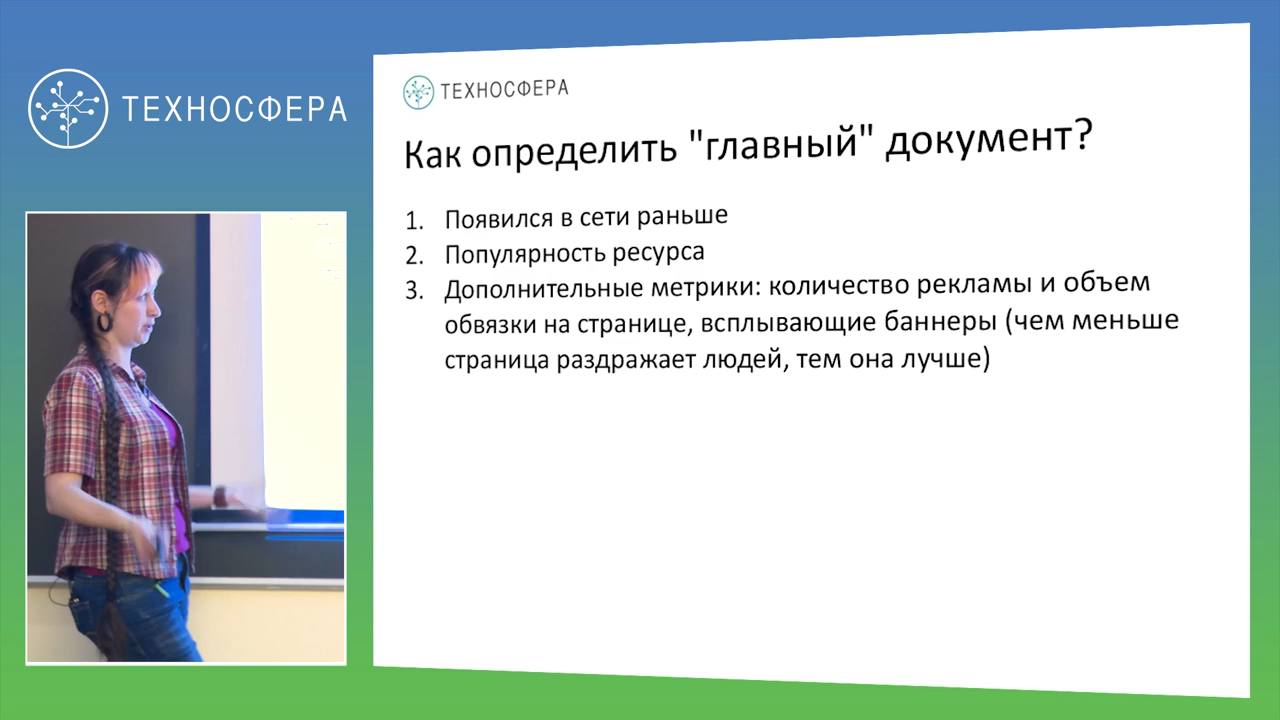 ТЕХНОСФЕРА
ТЕХНОСФЕРА
Как определить "главный" документ?
1. Появился в сети раньше
2. Популярность ресурса
3. Дополнительные метрики: количество рекламы и объем
обвязки на странице, всплывающие баннеры (чем меньше
страница раздражает людей, тем она лучше)